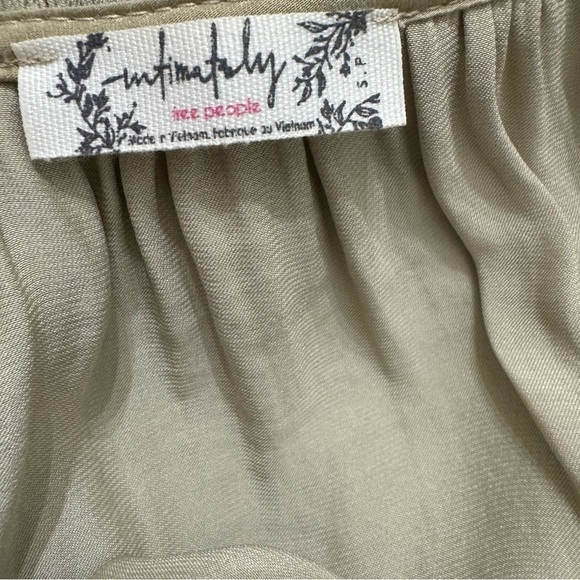 intimately
free people
Made in Vietnam. Fabriqué au Vietnam
S-P